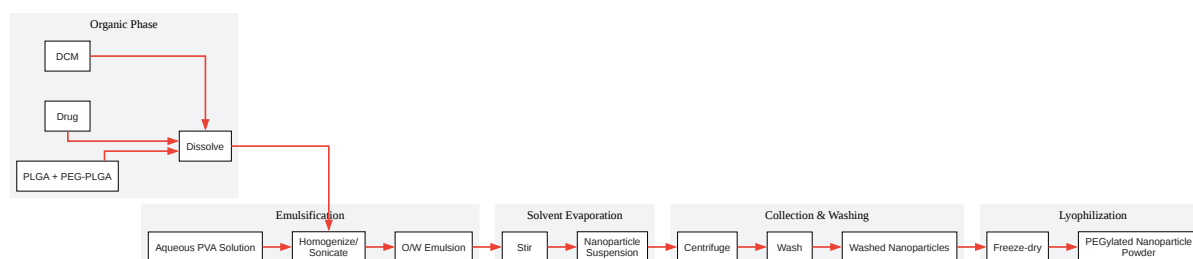 Organic Phase
DCM
Drug
Dissolve
PLGA + PEG-PLGA
Emulsification
Solvent Evaporation
Collection & Washing
Lyophilization
Aqueous PVA Solution
Homogenize/
Sonicate
O/W Emulsion
Stir
Nanoparticle
Suspension
Centrifuge
Wash
Washed Nanoparticles
Freeze-dry
PEGylated Nanoparticle
Powder